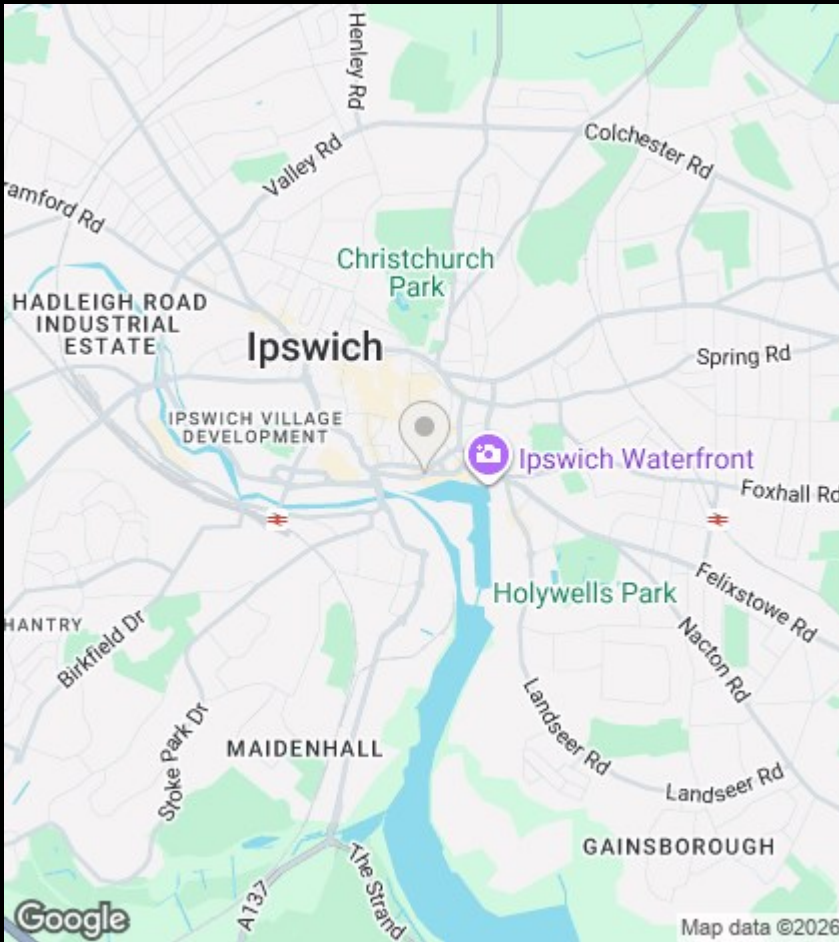 Henley Rd
Colchester Rd
Valley Rd
ramford Rd
Christchurch
Park
HADLEIGH ROAD
INDUSTRIAL
ESTATE
Ipswich
Spring Rd
IPSWICH VILLAGE
DEVELOPMENT
Ipswich Waterfront
Foxhall Rd
Holywells Park
Felixstowe Rd
HANTRY
Birkfield Dr
Nacton Rd
Stoke Park Dr
Landseer Rd
MAIDENHALL
Landseer Rd
GAINSBOROUGH
The Strand
A137
Google
Map data ©2026